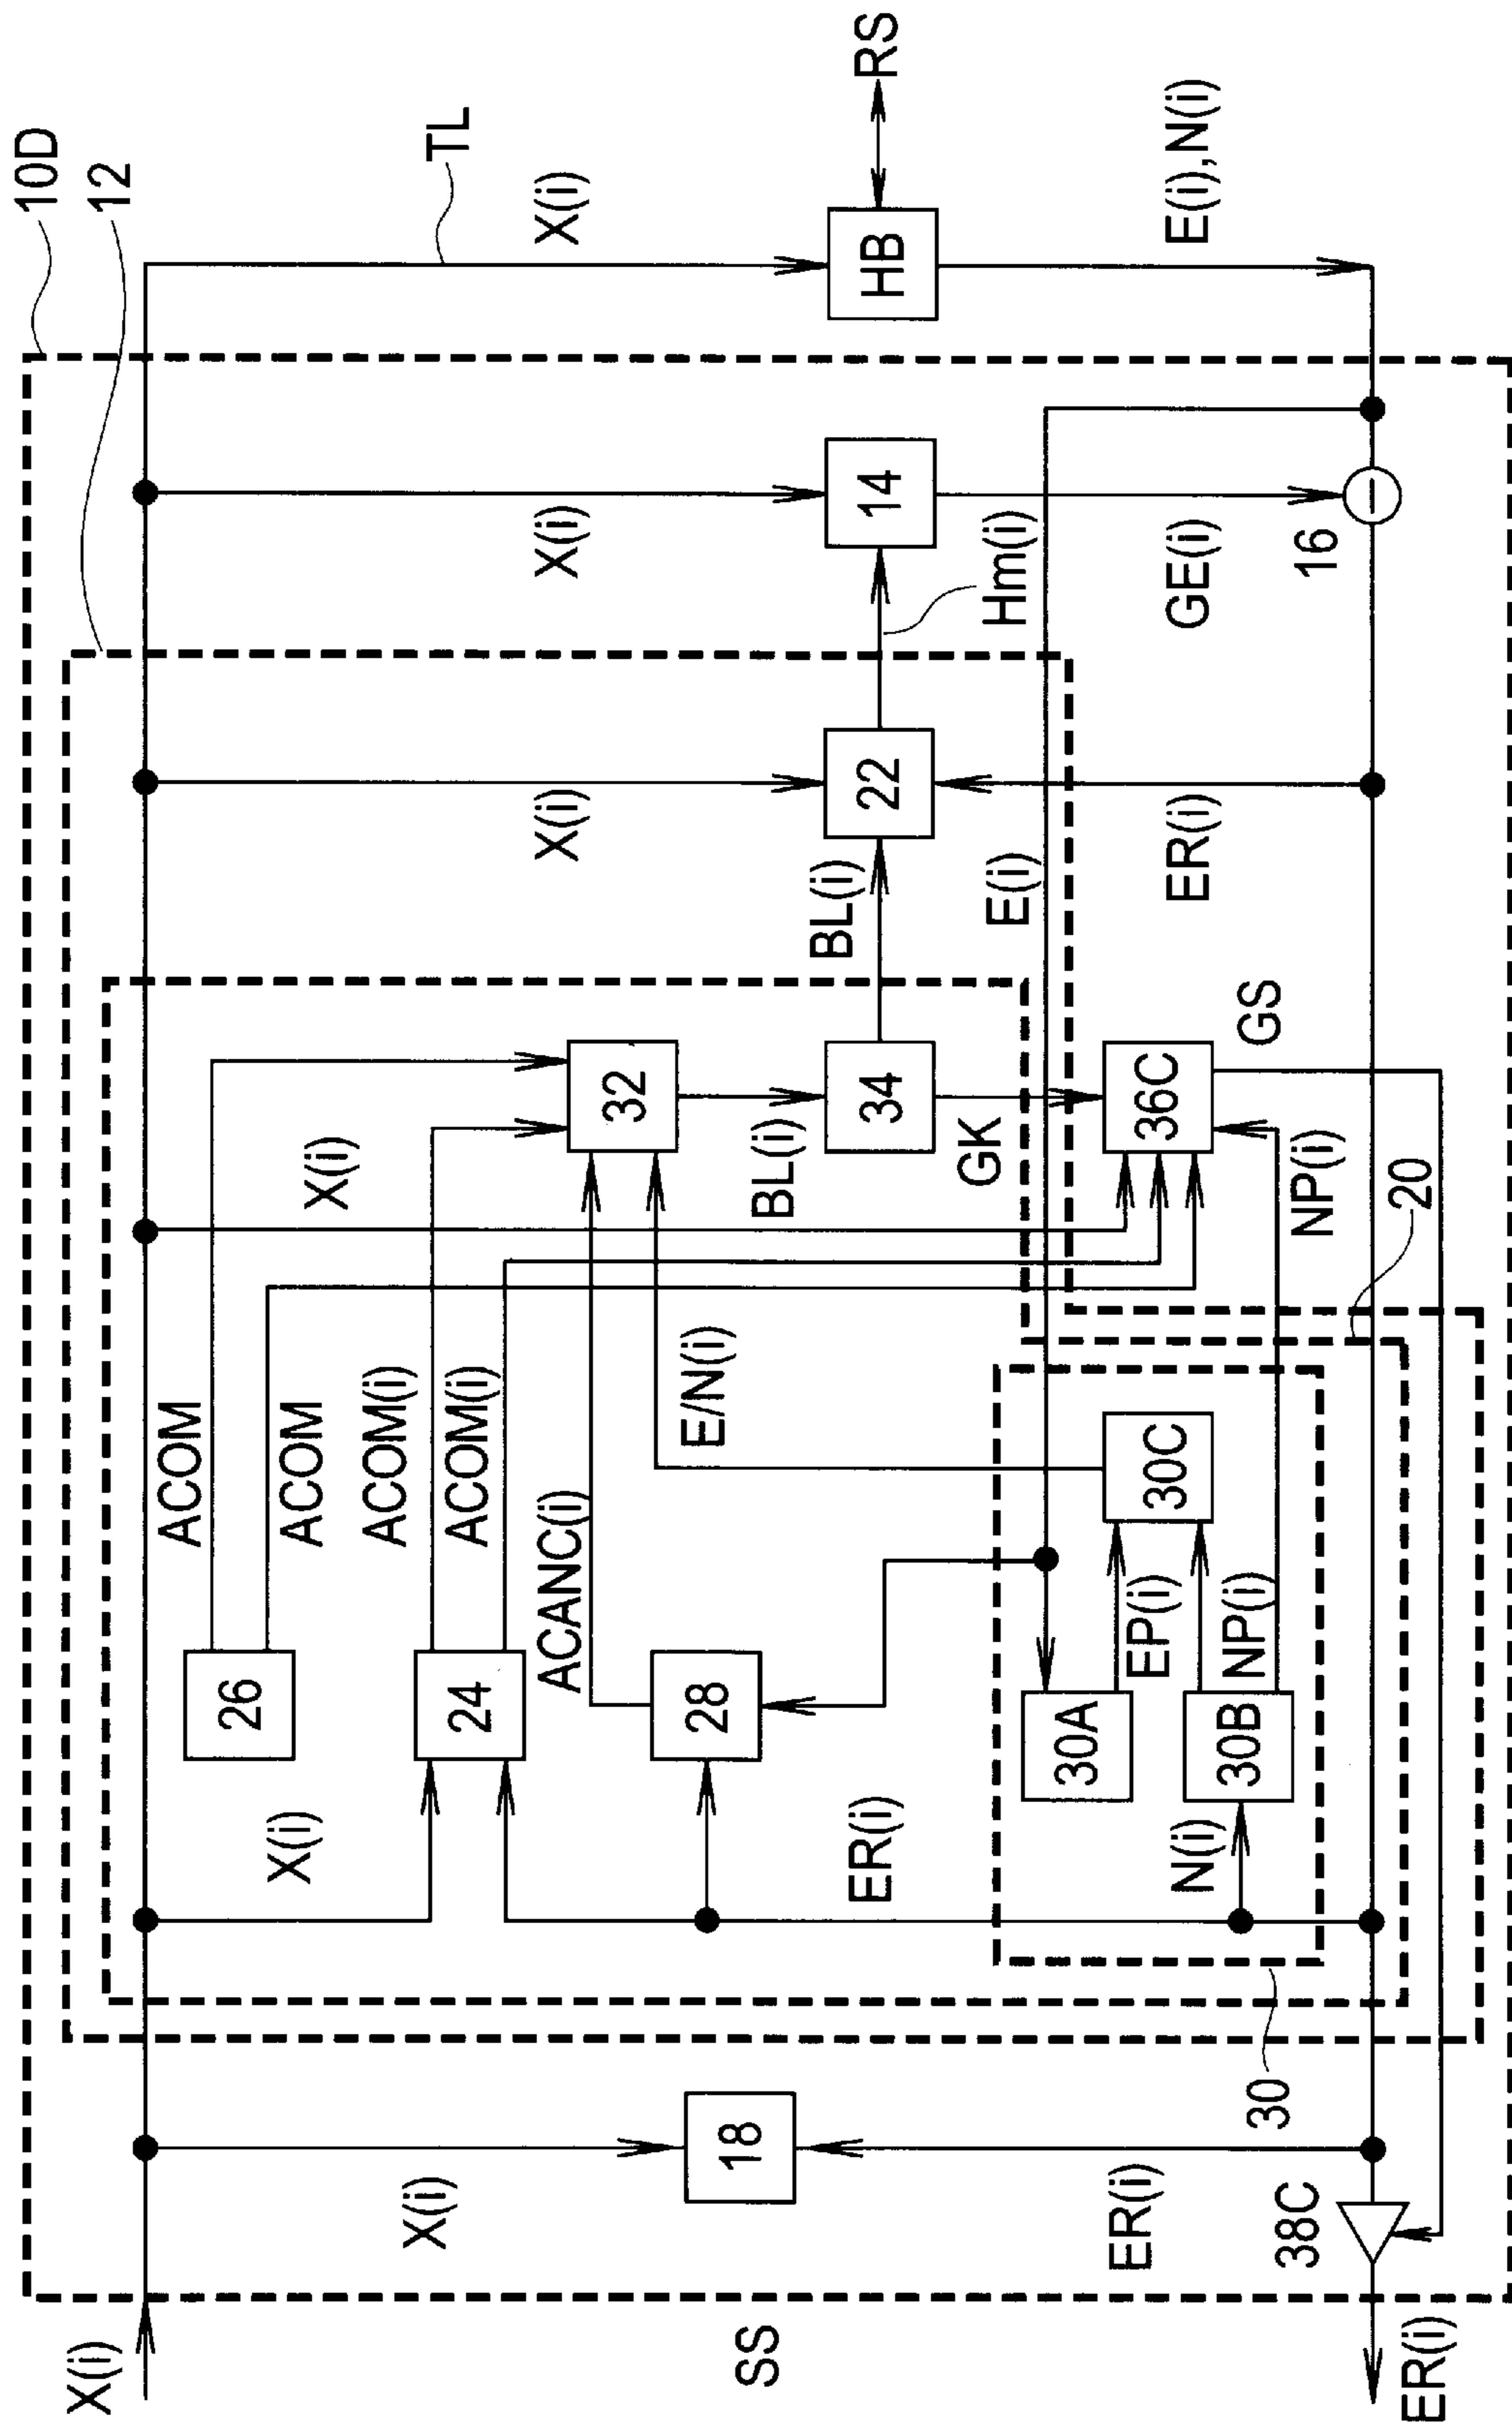 10D
12
X(i)
TL
X(i)
HB
RS
E(i),N(i)
X(i)
14
Hm(i)
GE(i)
16
X(i)
22
BL(i)
E(i)
ER(i)
ACOM
ACOM
X(i)
ACOM(i)
ACOM(i)
32
BL(i)
34
GK
36C
GS
NP(i)
20
ACANC(i)
E/N(i)
26
24
28
X(i)
ER(i)
30A
EP(i)
30C
30B
NP(i)
N(i)
30
X(i)
18
ER(i)
38C
SS
ER(i)